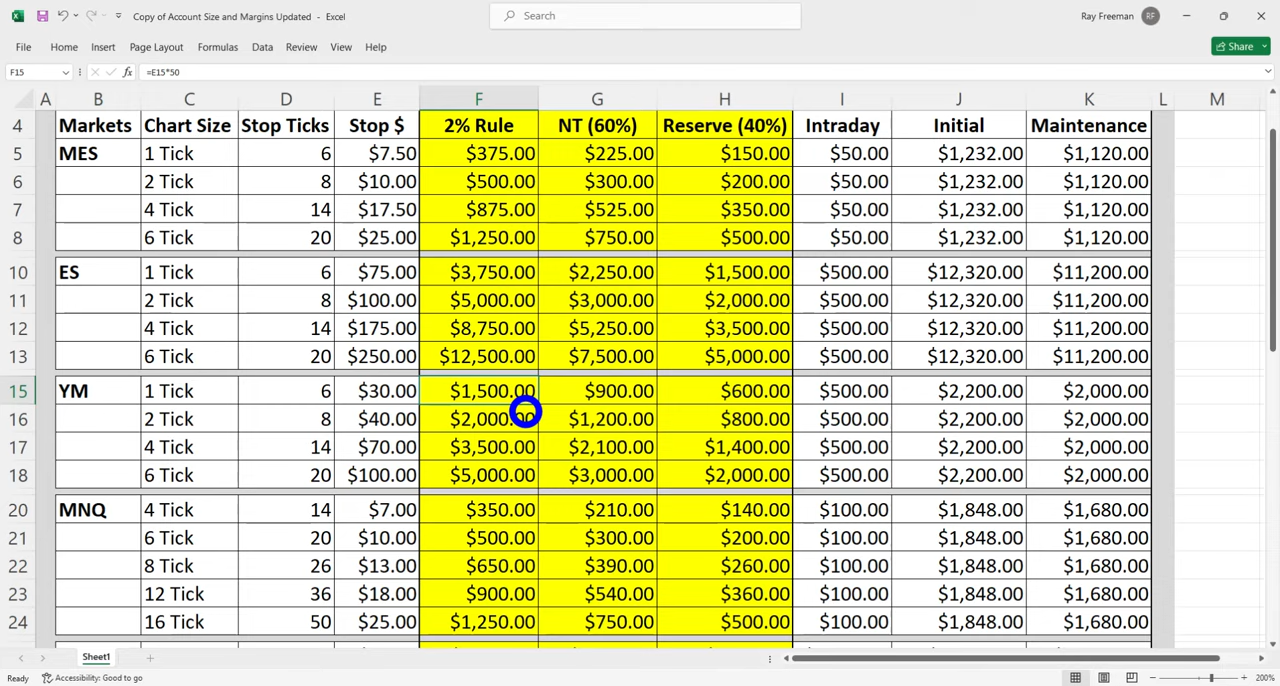 Copy of Account Size and Margins Updated - Excel
Search
Ray Freeman RF
File Home Insert Page Layout Formulas Data Review View Help Share
F15 fx =E15*50
A B C D E F G H I J K L M
4 Markets Chart Size Stop Ticks Stop $ 2% Rule NT (60%) Reserve (40%) Intraday Initial Maintenance
5 MES 1 Tick 6 $7.50 $375.00 $225.00 $150.00 $50.00 $1,232.00 $1,120.00
6 2 Tick 8 $10.00 $500.00 $300.00 $200.00 $50.00 $1,232.00 $1,120.00
7 4 Tick 14 $17.50 $875.00 $525.00 $350.00 $50.00 $1,232.00 $1,120.00
8 6 Tick 20 $25.00 $1,250.00 $750.00 $500.00 $50.00 $1,232.00 $1,120.00
10 ES 1 Tick 6 $75.00 $3,750.00 $2,250.00 $1,500.00 $500.00 $12,320.00 $11,200.00
11 2 Tick 8 $100.00 $5,000.00 $3,000.00 $2,000.00 $500.00 $12,320.00 $11,200.00
12 4 Tick 14 $175.00 $8,750.00 $5,250.00 $3,500.00 $500.00 $12,320.00 $11,200.00
13 6 Tick 20 $250.00 $12,500.00 $7,500.00 $5,000.00 $500.00 $12,320.00 $11,200.00
15 YM 1 Tick 6 $30.00 $1,500.00 $900.00 $600.00 $500.00 $2,200.00 $2,000.00
16 2 Tick 8 $40.00 $2,000.00 $1,200.00 $800.00 $500.00 $2,200.00 $2,000.00
17 4 Tick 14 $70.00 $3,500.00 $2,100.00 $1,400.00 $500.00 $2,200.00 $2,000.00
18 6 Tick 20 $100.00 $5,000.00 $3,000.00 $2,000.00 $500.00 $2,200.00 $2,000.00
20 MNQ 4 Tick 14 $7.00 $350.00 $210.00 $140.00 $100.00 $1,848.00 $1,680.00
21 6 Tick 20 $10.00 $500.00 $300.00 $200.00 $100.00 $1,848.00 $1,680.00
22 8 Tick 26 $13.00 $650.00 $390.00 $260.00 $100.00 $1,848.00 $1,680.00
23 12 Tick 36 $18.00 $900.00 $540.00 $360.00 $100.00 $1,848.00 $1,680.00
24 16 Tick 50 $25.00 $1,250.00 $750.00 $500.00 $100.00 $1,848.00 $1,680.00
Sheet1
Accessibility: Good to go 200%